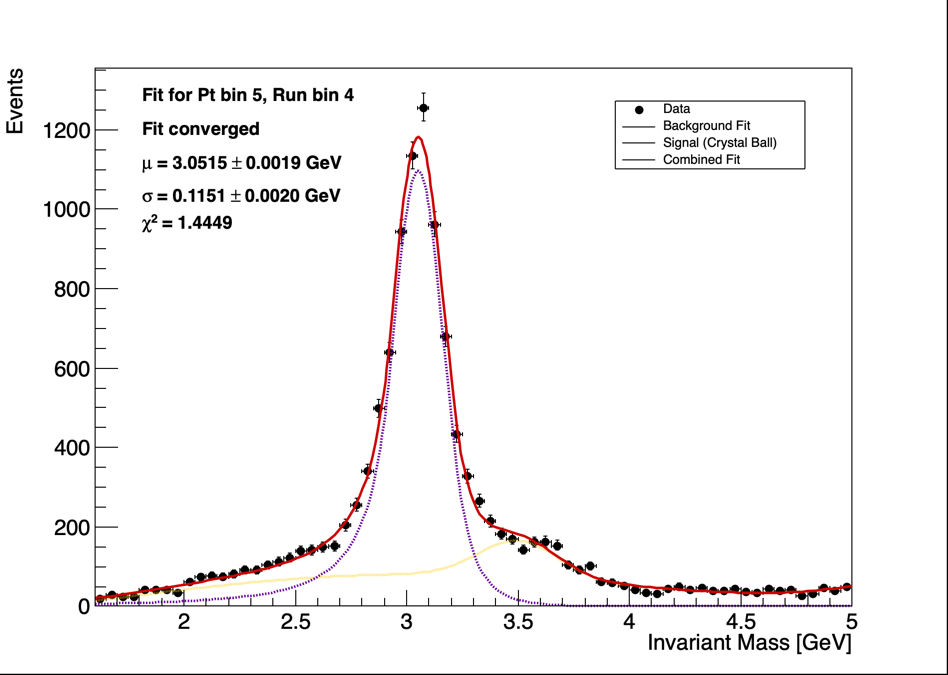 Events
Fit for Pt bin 5, Run bin 4
Fit converged
μ = 3.0515 ± 0.0019 GeV
σ = 0.1151 ± 0.0020 GeV
χ² = 1.4449
Data
Background Fit
Signal (Crystal Ball)
Combined Fit
1200
1000
800
600
400
200
0
2 2.5 3 3.5 4 4.5 5
Invariant Mass [GeV]